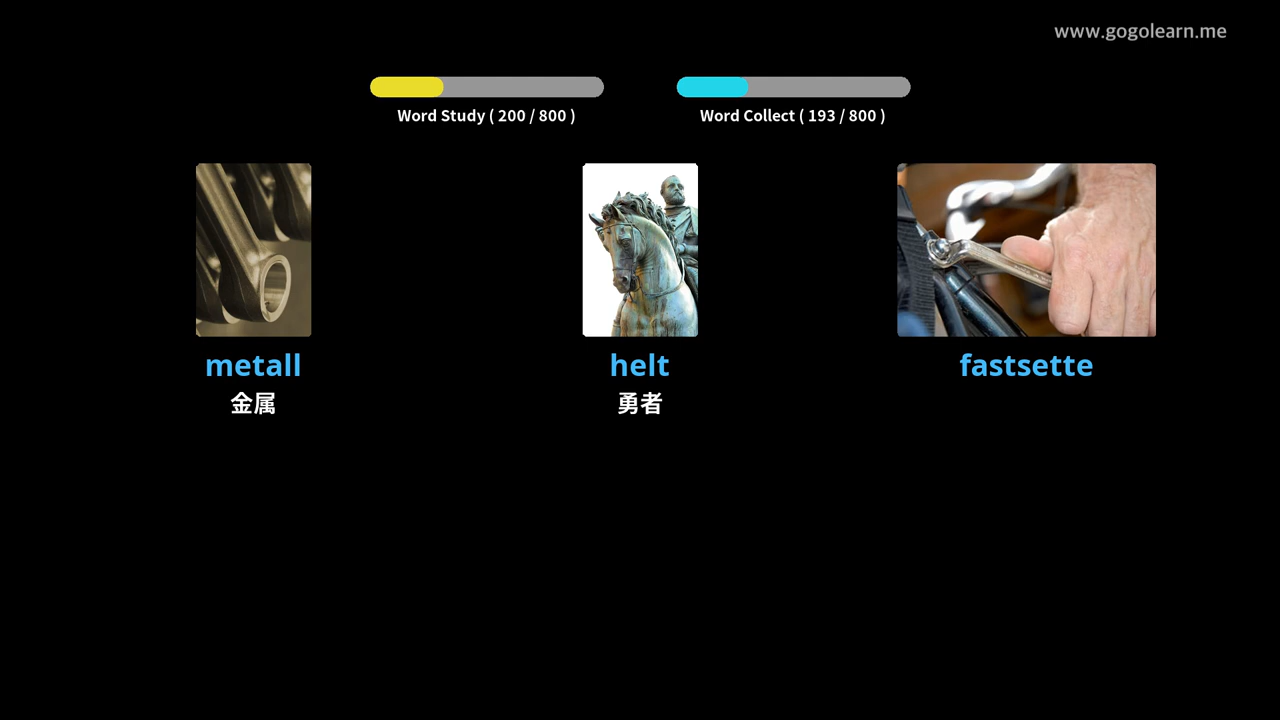 www.gogolearn.me
Word Study ( 200 / 800 )
Word Collect ( 193 / 800 )
metall
helt
fastsette
金属
勇者